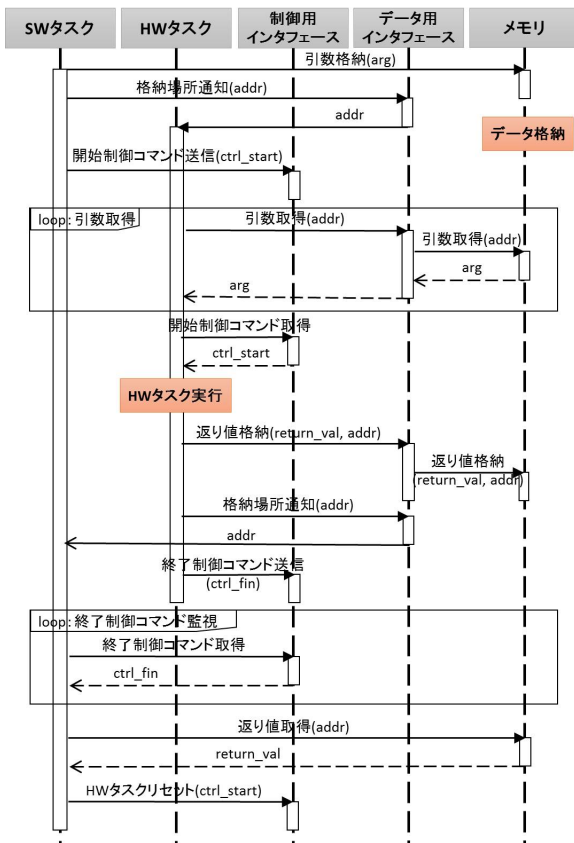 SWタスク
HWタスク
制御用
インタフェース
データ用
インタフェース
メモリ
引数格納(arg)
格納場所通知(addr)
addr
データ格納
開始制御コマンド送信(ctrl_start)
loop:引数取得
引数取得(addr)
引数取得(addr)
arg
arg
開始制御コマンド取得
ctrl_start
HWタスク実行
返り値格納(return_val, addr)
返り値格納
(return_val, addr)
格納場所通知(addr)
addr
終了制御コマンド送信
(ctrl_fin)
loop:終了制御コマンド監視
終了制御コマンド取得
ctrl_fin
返り値取得(addr)
return_val
HWタスクリセット(ctrl_start)